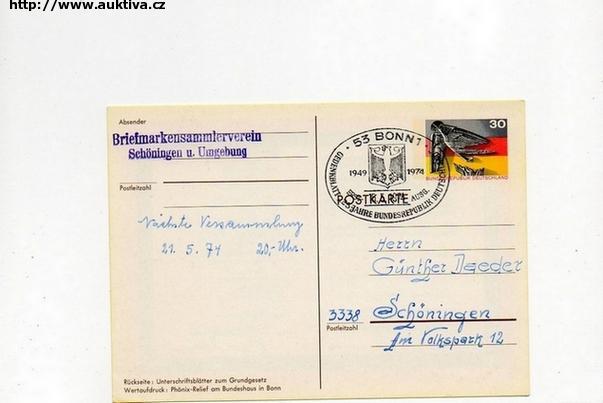 http://www.auktiva.cz
Absender
Briefmarkensammlerverein
Schöningen u. Umgebung
Postleitzahl
Nächste Versammlung
21. 5. 74 20,- Uhr.
Rückseite: Unterschriftsblätter zum Grundgesetz
Wertaufdruck: Phönix-Relief am Bundeshaus in Bonn
53 BONN 1
1949 1974
AUSG.
JAHRE BUNDESREPUBLIK DEUTSCHLAND
30
BUNDESREPUBLIK DEUTSCHLAND
POSTKARTE
Herrn
Günther
3338 Schöningen
Postleitzahl
Am Volkspark 12